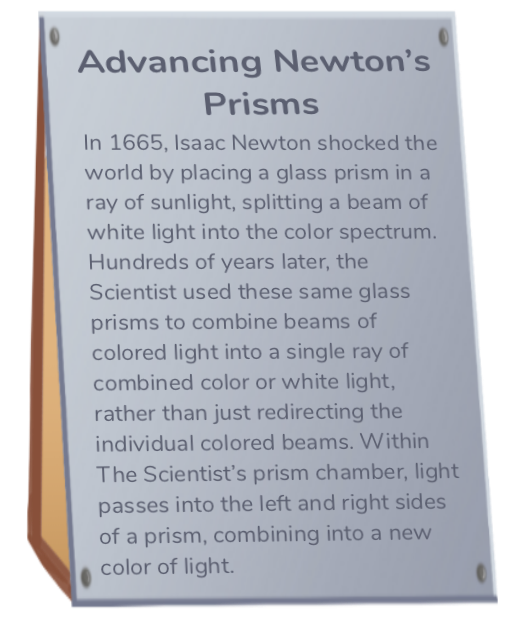 Advancing Newton's
Prisms
In 1665, Isaac Newton shocked the
world by placing a glass prism in a
ray of sunlight, splitting a beam of
white light into the color spectrum.
Hundreds of years later, the
Scientist used these same glass
prisms to combine beams of
colored light into a single ray of
combined color or white light,
rather than just redirecting the
individual colored beams. Within
The Scientist's prism chamber, light
passes into the left and right sides
of a prism, combining into a new
color of light.